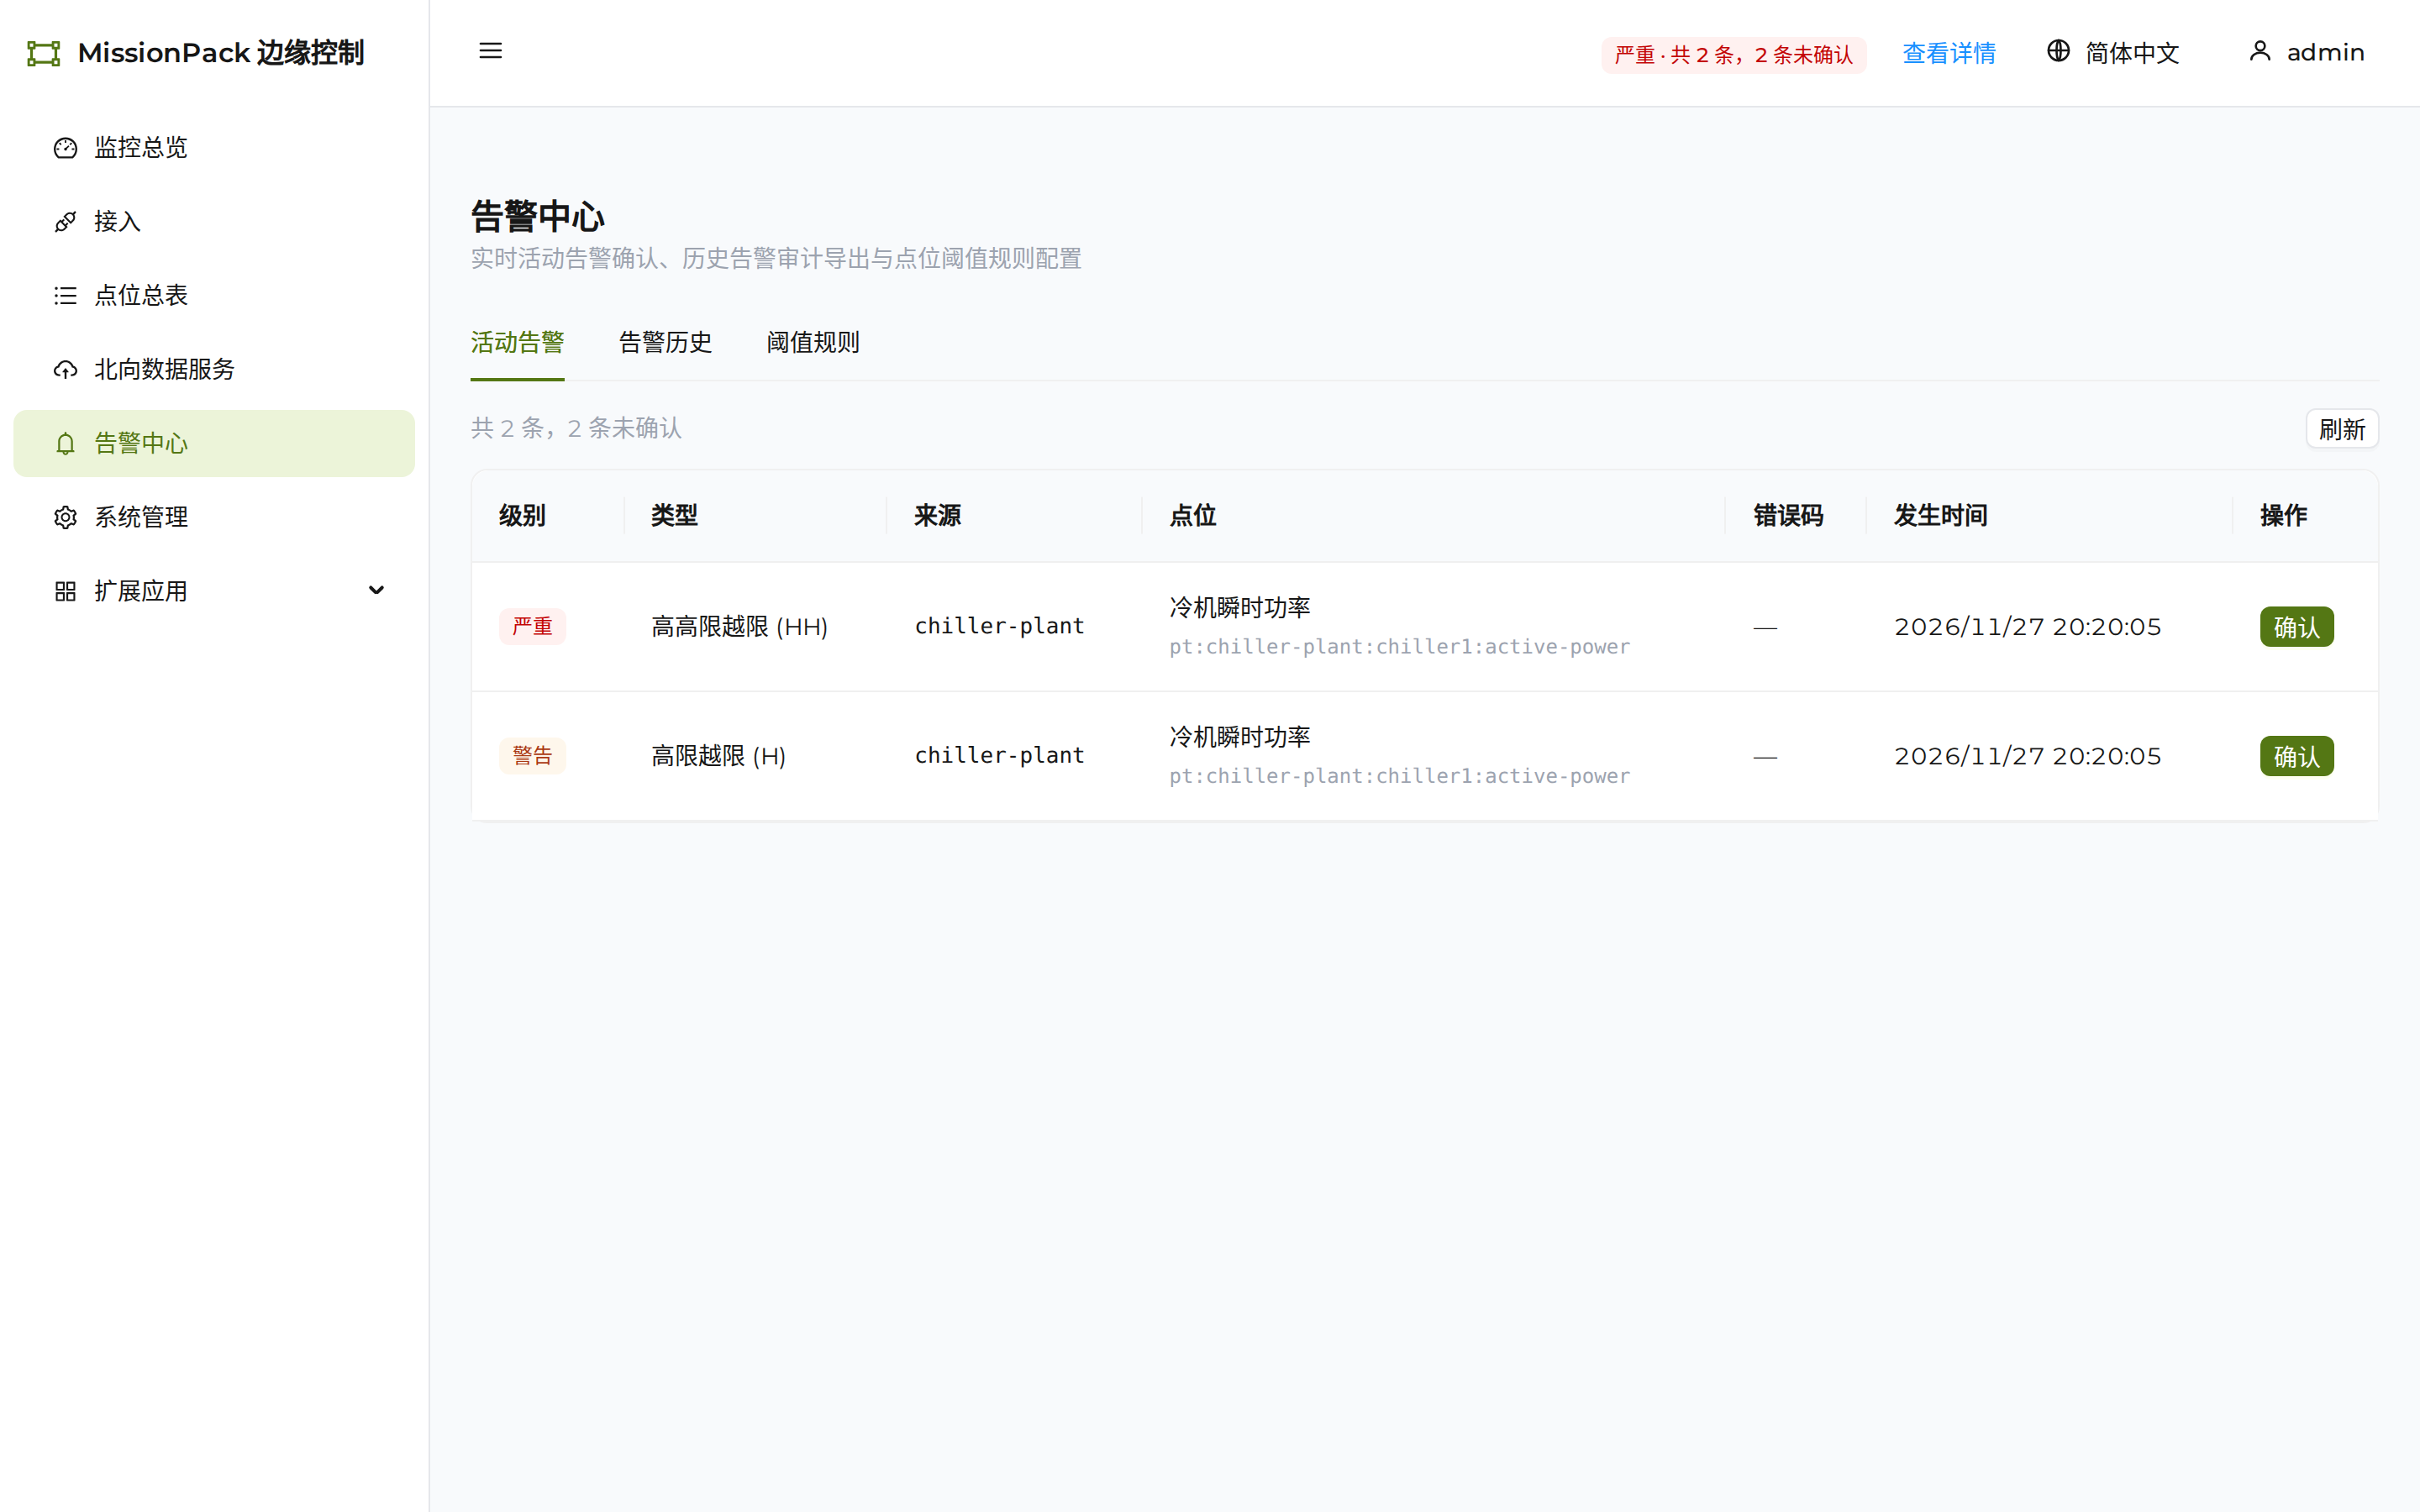 MissionPack 边缘控制
严重 · 共 2 条，2 条未确认
查看详情
简体中文
admin
监控总览
接入
点位总表
北向数据服务
告警中心
系统管理
扩展应用
告警中心
实时活动告警确认、历史告警审计导出与点位阈值规则配置
活动告警 告警历史 阈值规则
共 2 条，2 条未确认
刷新
级别 类型 来源 点位 错误码 发生时间 操作
严重 高高限越限 (HH) chiller-plant 冷机瞬时功率 — 2026/11/27 20:20:05 确认
pt:chiller-plant:chiller1:active-power
警告 高限越限 (H) chiller-plant 冷机瞬时功率 — 2026/11/27 20:20:05 确认
pt:chiller-plant:chiller1:active-power